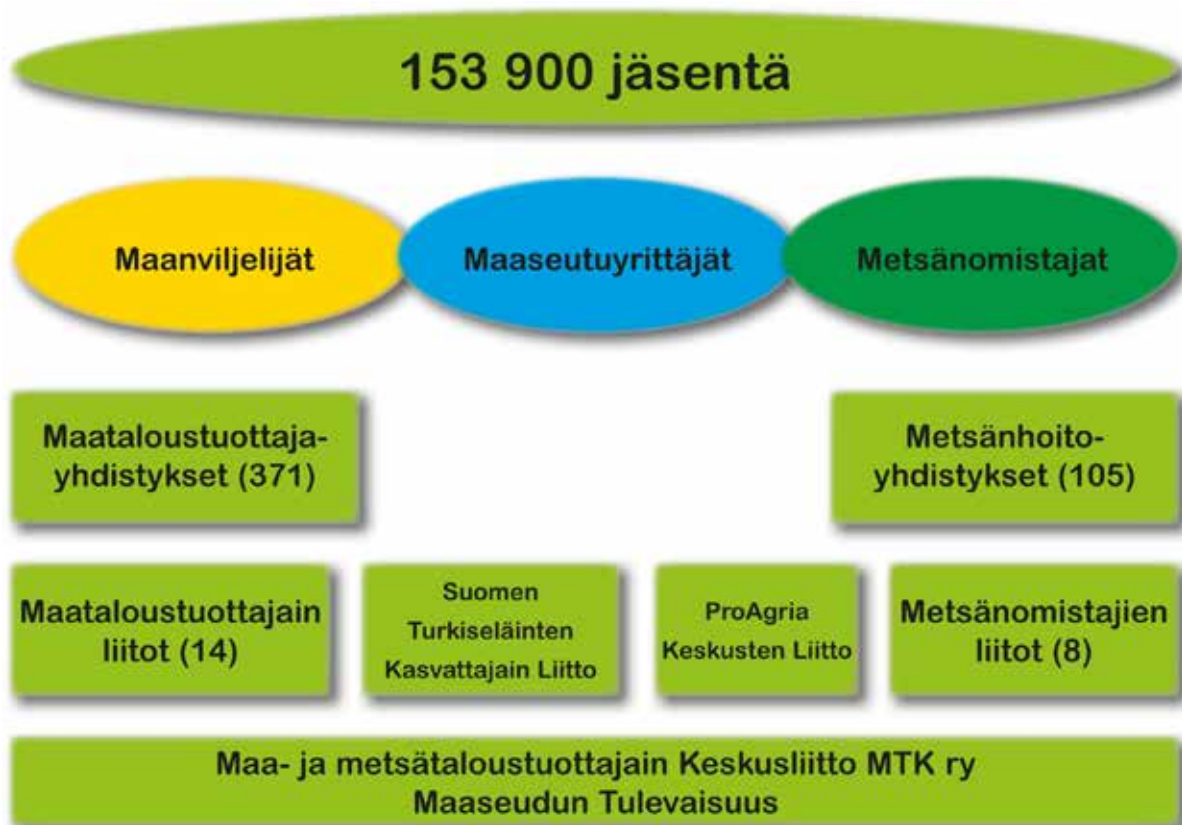 153 900 jäsentä
Maanviljelijät
Maaseutuyrittäjät
Metsänomistajat
Maataloustuottaja-
yhdistykset (371)
Metsänhoito-
yhdistykset (105)
Maataloustuottajain
liitot (14)
Suomen
Turkiseläinten
Kasvattajain Liitto
ProAgria
Keskusten Liitto
Metsänomistajien
liitot (8)
Maa- ja metsätaloustuottajain Keskusliitto MTK ry
Maaseudun Tulevaisuus